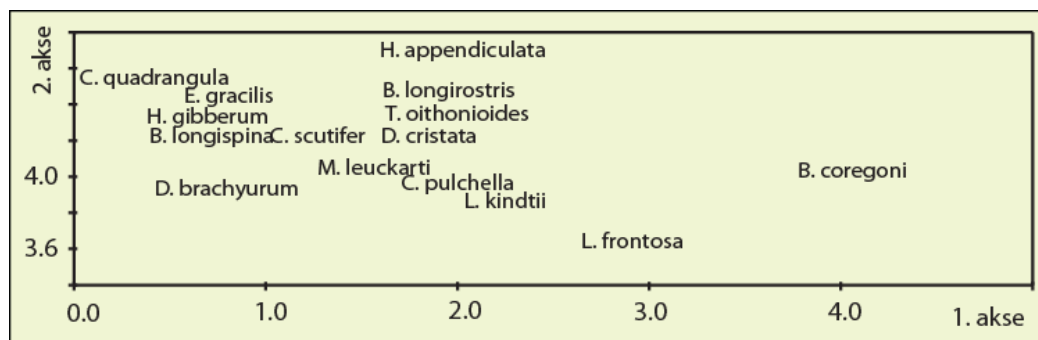 2. akse
H. appendiculata
C. quadrangula
E. gracilis
B. longirostris
H. gibberum
T. oithonioides
B. longispina
C. scutifer
D. cristata
M. leuckarti
B. coregoni
4.0
C. pulchella
D. brachyurum
L. kindtii
L. frontosa
3.6
0.0 1.0 2.0 3.0 4.0 1. akse